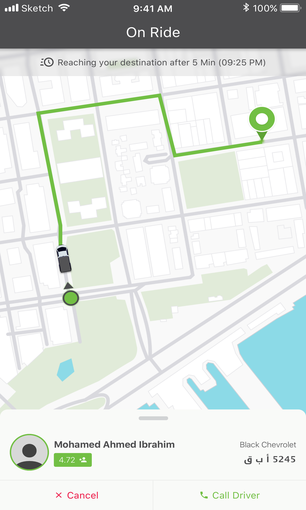 Sketch 9:41 AM 100%
On Ride
Reaching your destination after 5 Min (09:25 PM)
Mohamed Ahmed Ibrahim
Black Chevrolet
4.72
أ ب ق 5245
Cancel
Call Driver